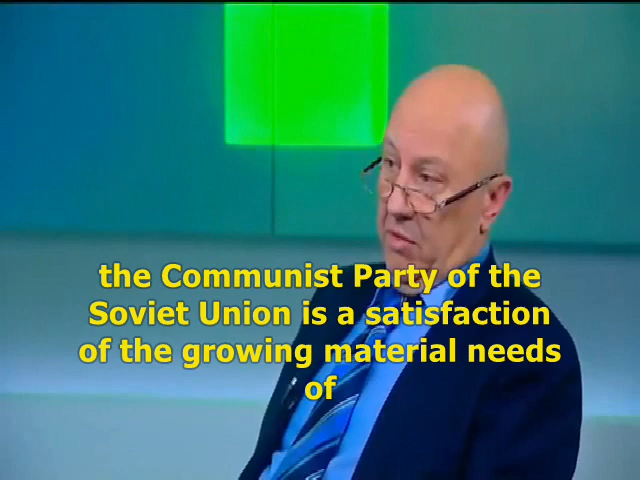 the Communist Party of the
Soviet Union is a satisfaction
of the growing material needs
of